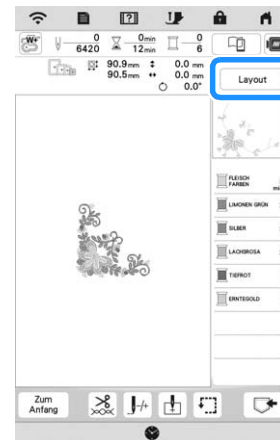 W+
0
6420
0min
12min
0
6
90.9mm
90.5mm
0.0 mm
0.0 mm
0.0°
Layout
FLEISCH FARBEN
LIMONEN GRÜN
SILBER
LACHSROSA
TIEFROT
ERNTEGOLD
Zum
Anfang